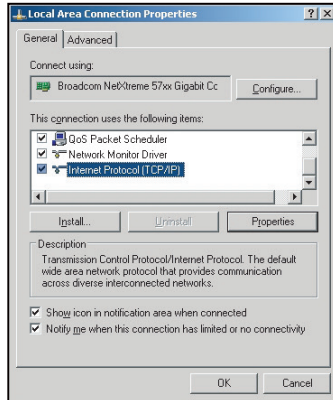 Local Area Connection Properties
General Advanced
Connect using:
Broadcom NetXtreme 57xx Gigabit Cc
Configure...
This connection uses the following items:
QoS Packet Scheduler
Network Monitor Driver
Internet Protocol (TCP/IP)
Install... Uninstall Properties
Description
Transmission Control Protocol/Internet Protocol. The default
wide area network protocol that provides communication
across diverse interconnected networks.
Show icon in notification area when connected
Notify me when this connection has limited or no connectivity
OK Cancel